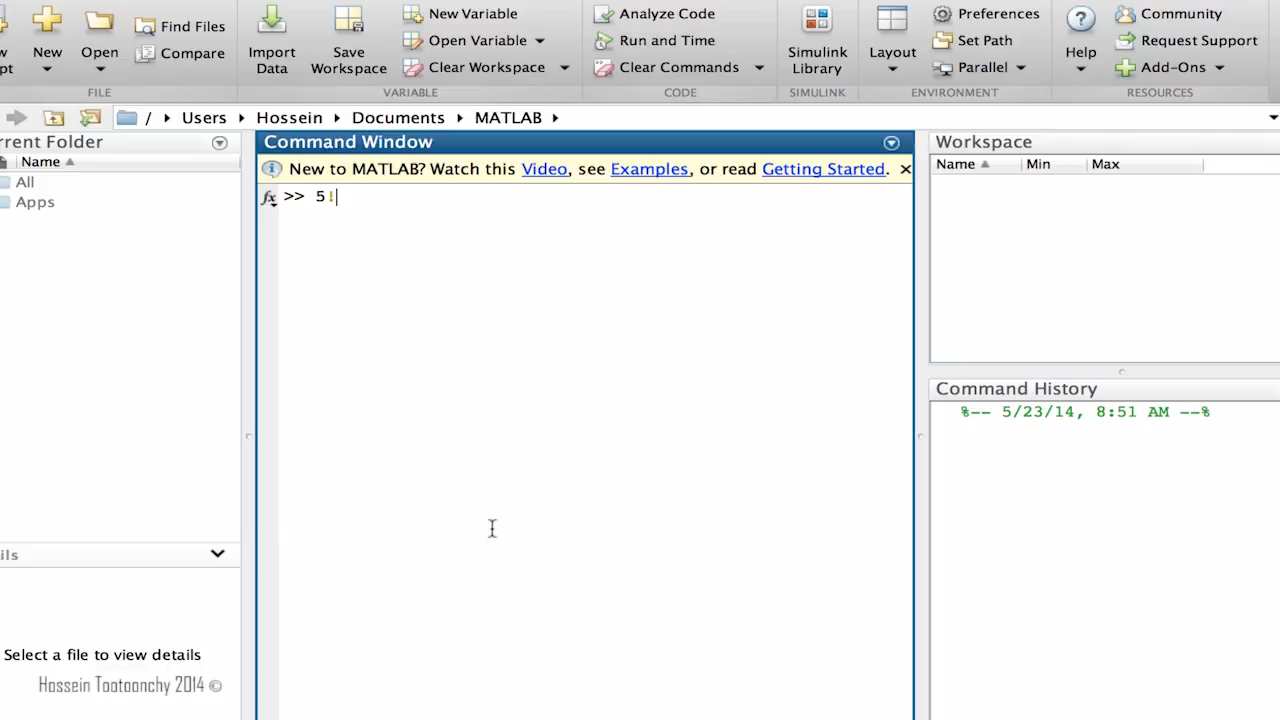 New
Open
Find Files
Compare
Import
Data
Save
Workspace
New Variable
Open Variable
Clear Workspace
Analyze Code
Run and Time
Clear Commands
Simulink
Library
Layout
Preferences
Set Path
Parallel
Help
Community
Request Support
Add-Ons
FILE
VARIABLE
CODE
SIMULINK
ENVIRONMENT
RESOURCES
/ Users Hossein Documents MATLAB
rrent Folder
Name
All
Apps
ils
Select a file to view details
Hossein Tootoonchy 2014 ©
Command Window
New to MATLAB? Watch this Video, see Examples, or read Getting Started.
fx >> 5!
Workspace
Name Min Max
Command History
%-- 5/23/14, 8:51 AM --%